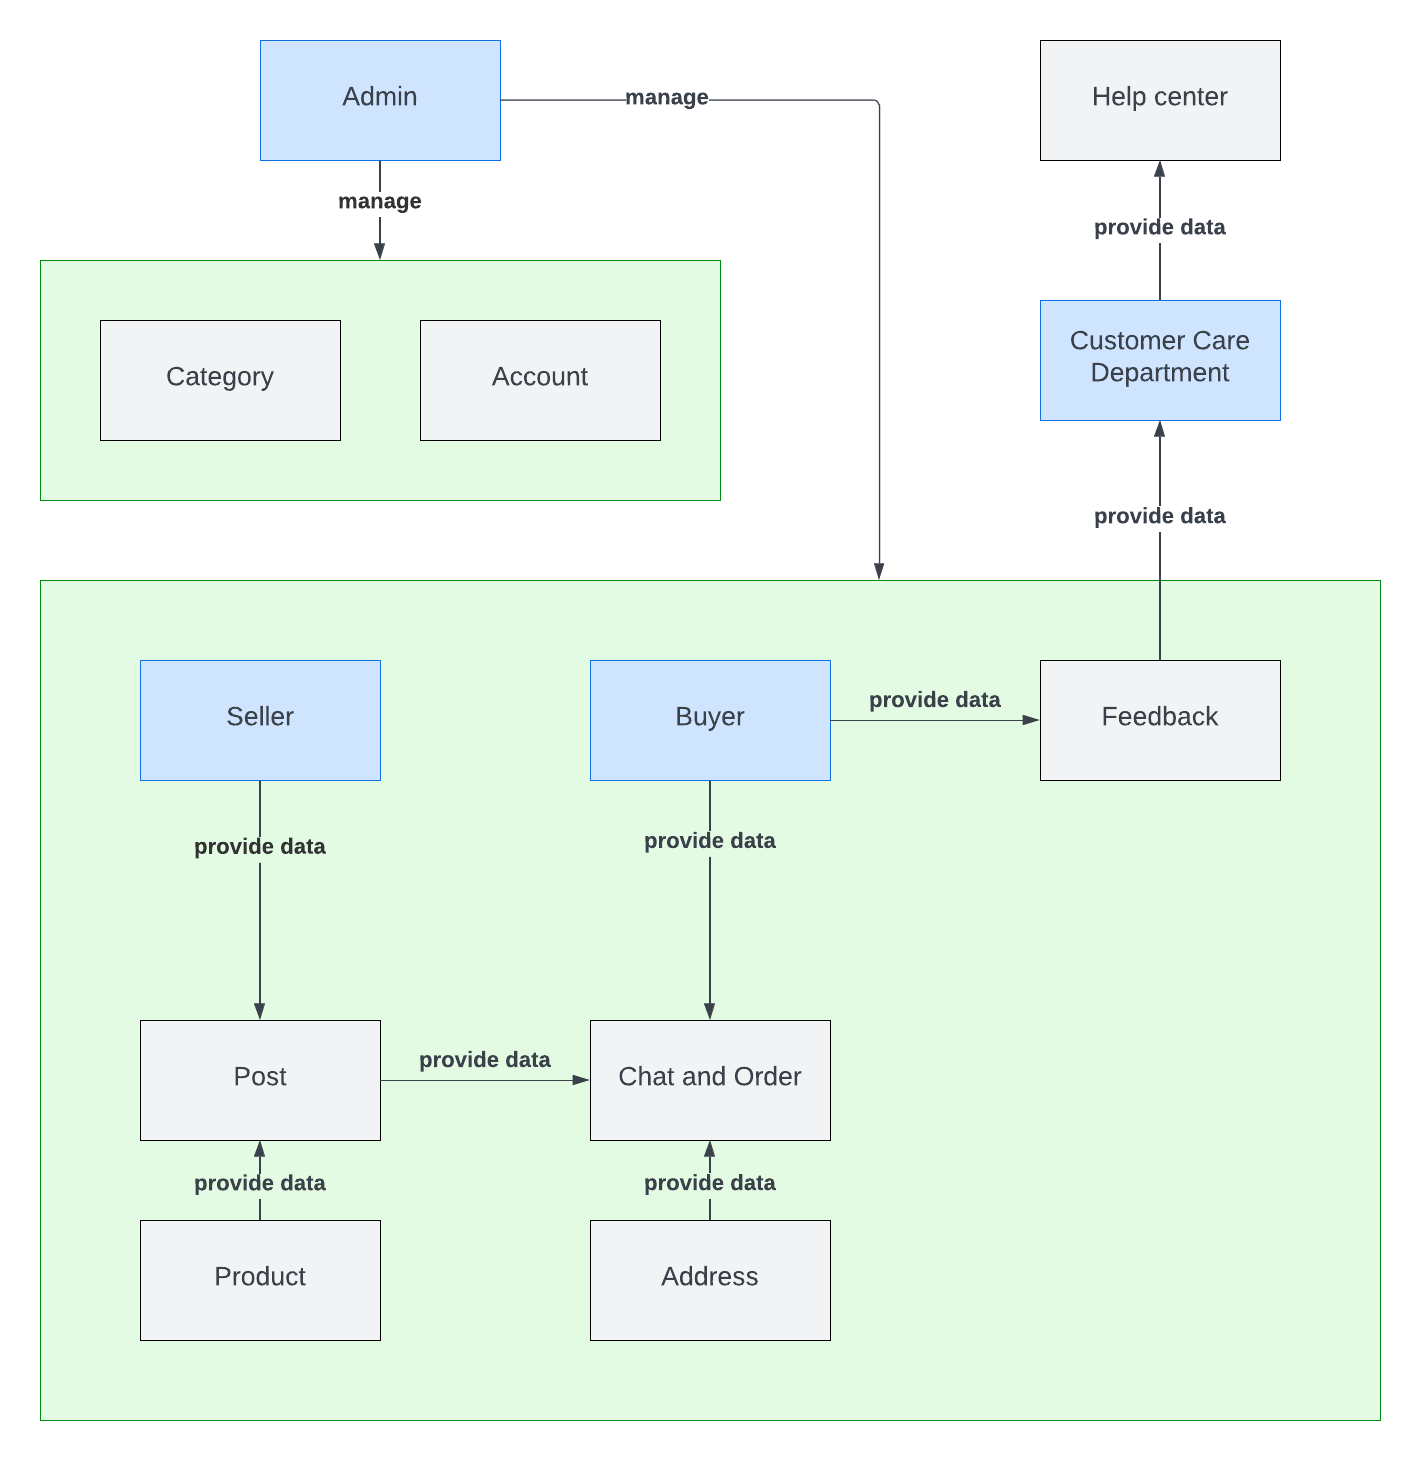 Admin
manage
Help center
manage
provide data
Customer Care
Department
Category
Account
provide data
Seller
Buyer
provide data
Feedback
provide data
provide data
Post
provide data
Chat and Order
provide data
provide data
Product
Address